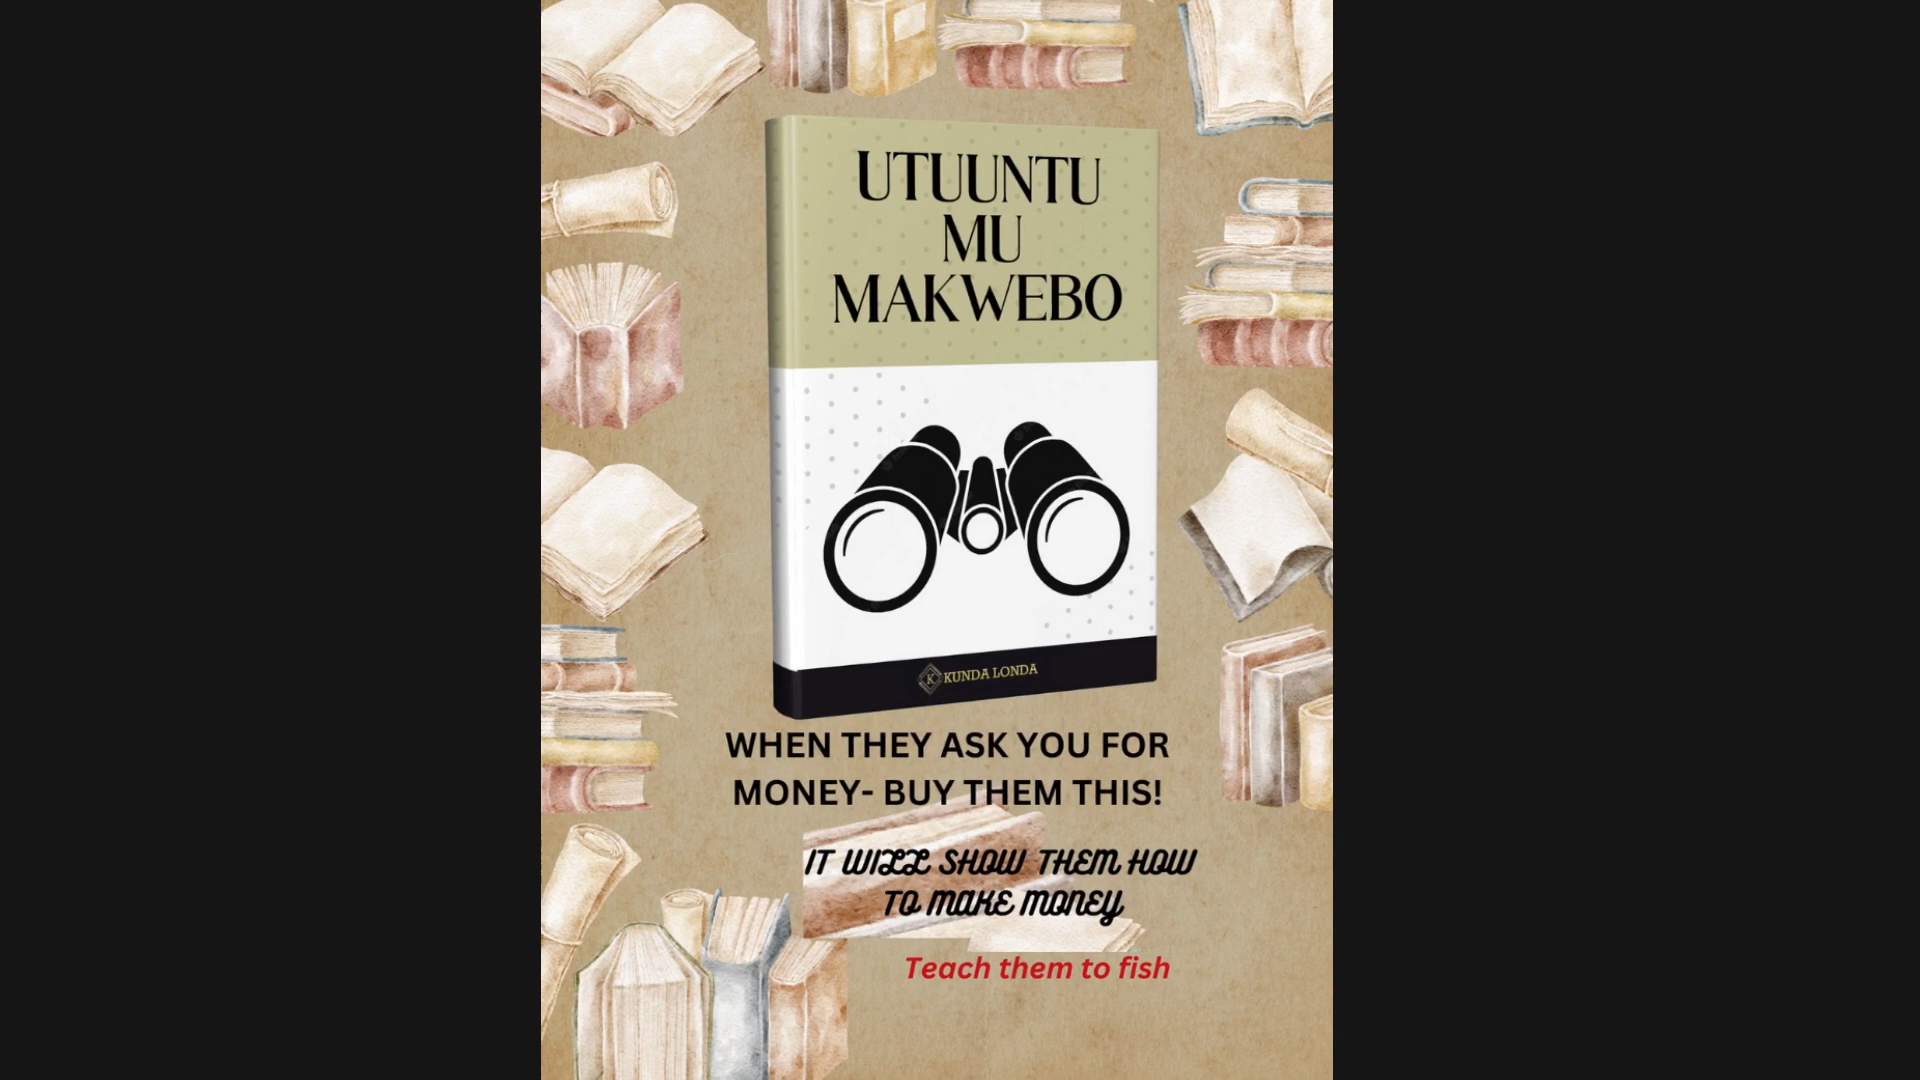 UTUUNTU
MU
MAKWEBO
K KUNDA LONDA
WHEN THEY ASK YOU FOR
MONEY- BUY THEM THIS!
IT WILL SHOW THEM HOW
TO MAKE MONEY
Teach them to fish